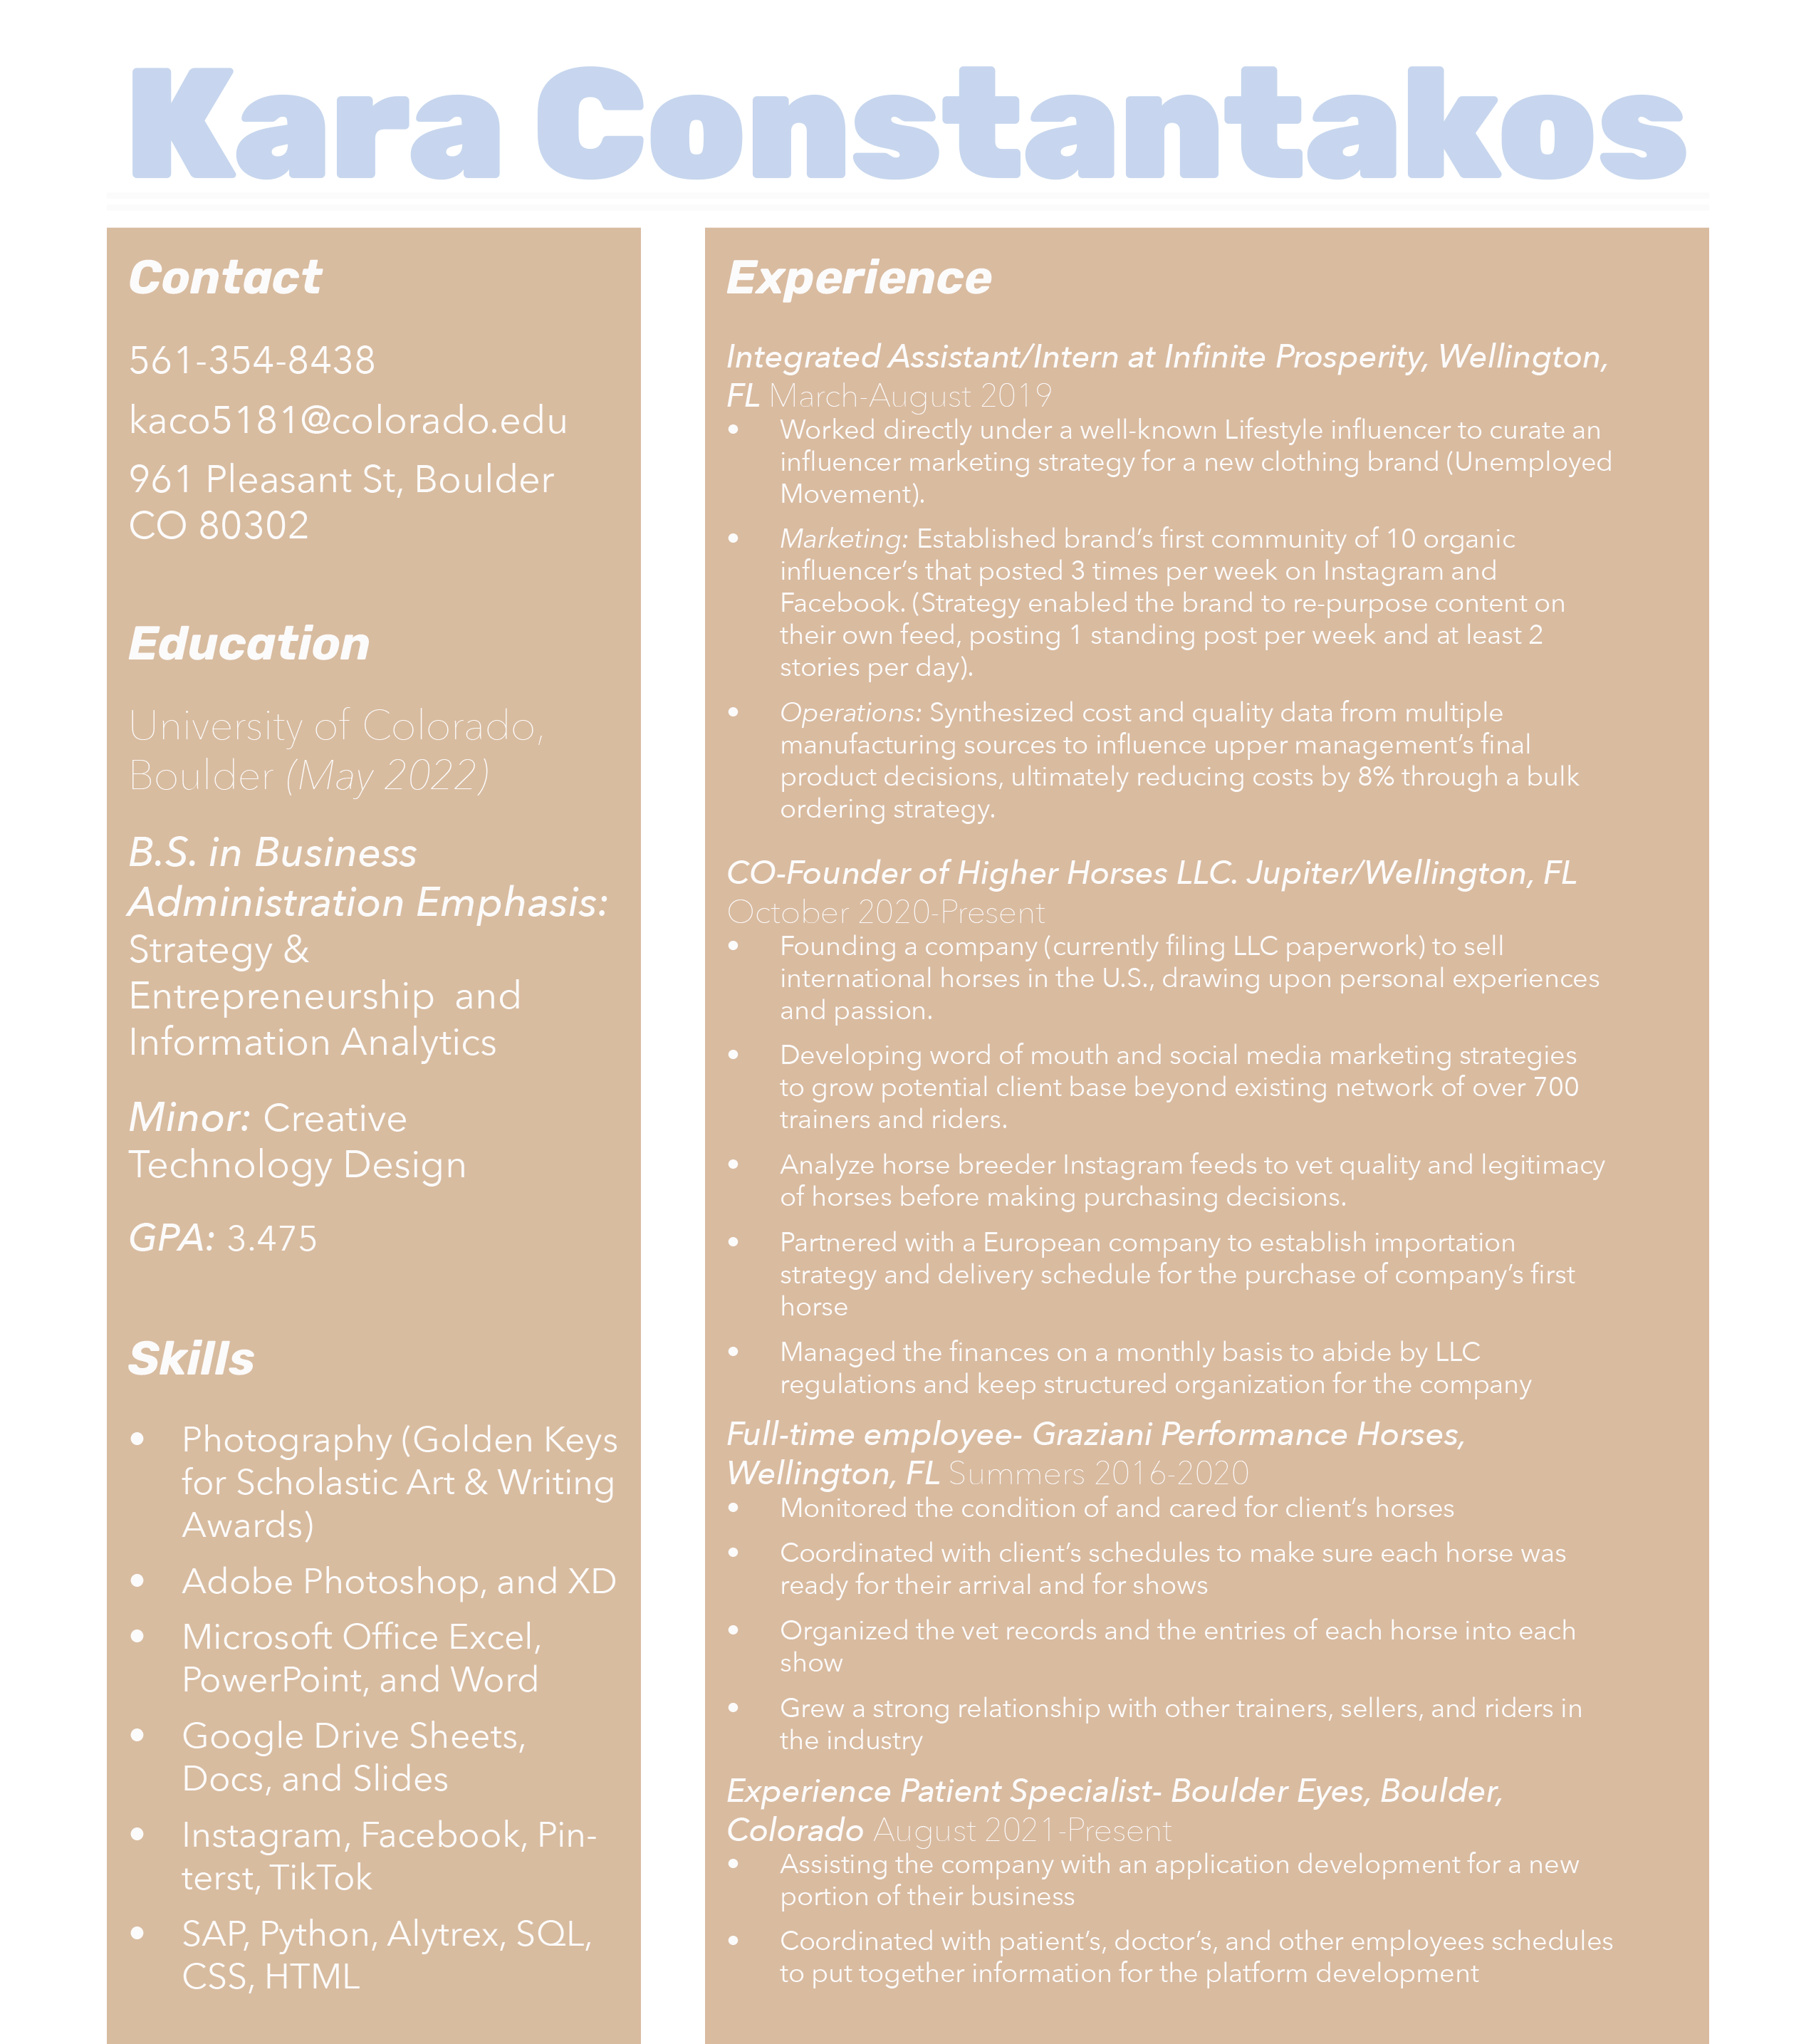 Kara Constantakos
Contact
561-354-8438
kaco5181@colorado.edu
961 Pleasant St, Boulder
CO 80302
Education
University of Colorado,
Boulder (May 2022)
B.S. in Business
Administration Emphasis:
Strategy &
Entrepreneurship and
Information Analytics
Minor: Creative
Technology Design
GPA: 3.475
Skills
• Photography (Golden Keys
for Scholastic Art & Writing
Awards)
• Adobe Photoshop, and XD
• Microsoft Office Excel,
PowerPoint, and Word
• Google Drive Sheets,
Docs, and Slides
• Instagram, Facebook, Pin-
terst, TikTok
• SAP, Python, Alytrex, SQL,
CSS, HTML
Experience
Integrated Assistant/Intern at Infinite Prosperity, Wellington,
FL March-August 2019
• Worked directly under a well-known Lifestyle influencer to curate an
influencer marketing strategy for a new clothing brand (Unemployed
Movement).
• Marketing: Established brand’s first community of 10 organic
influencer’s that posted 3 times per week on Instagram and
Facebook. (Strategy enabled the brand to re-purpose content on
their own feed, posting 1 standing post per week and at least 2
stories per day).
• Operations: Synthesized cost and quality data from multiple
manufacturing sources to influence upper management’s final
product decisions, ultimately reducing costs by 8% through a bulk
ordering strategy.
CO-Founder of Higher Horses LLC. Jupiter/Wellington, FL
October 2020-Present
• Founding a company (currently filing LLC paperwork) to sell
international horses in the U.S., drawing upon personal experiences
and passion.
• Developing word of mouth and social media marketing strategies
to grow potential client base beyond existing network of over 700
trainers and riders.
• Analyze horse breeder Instagram feeds to vet quality and legitimacy
of horses before making purchasing decisions.
• Partnered with a European company to establish importation
strategy and delivery schedule for the purchase of company’s first
horse
• Managed the finances on a monthly basis to abide by LLC
regulations and keep structured organization for the company
Full-time employee- Graziani Performance Horses,
Wellington, FL Summers 2016-2020
• Monitored the condition of and cared for client’s horses
• Coordinated with client’s schedules to make sure each horse was
ready for their arrival and for shows
• Organized the vet records and the entries of each horse into each
show
• Grew a strong relationship with other trainers, sellers, and riders in
the industry
Experience Patient Specialist- Boulder Eyes, Boulder,
Colorado August 2021-Present
• Assisting the company with an application development for a new
portion of their business
• Coordinated with patient’s, doctor’s, and other employees schedules
to put together information for the platform development